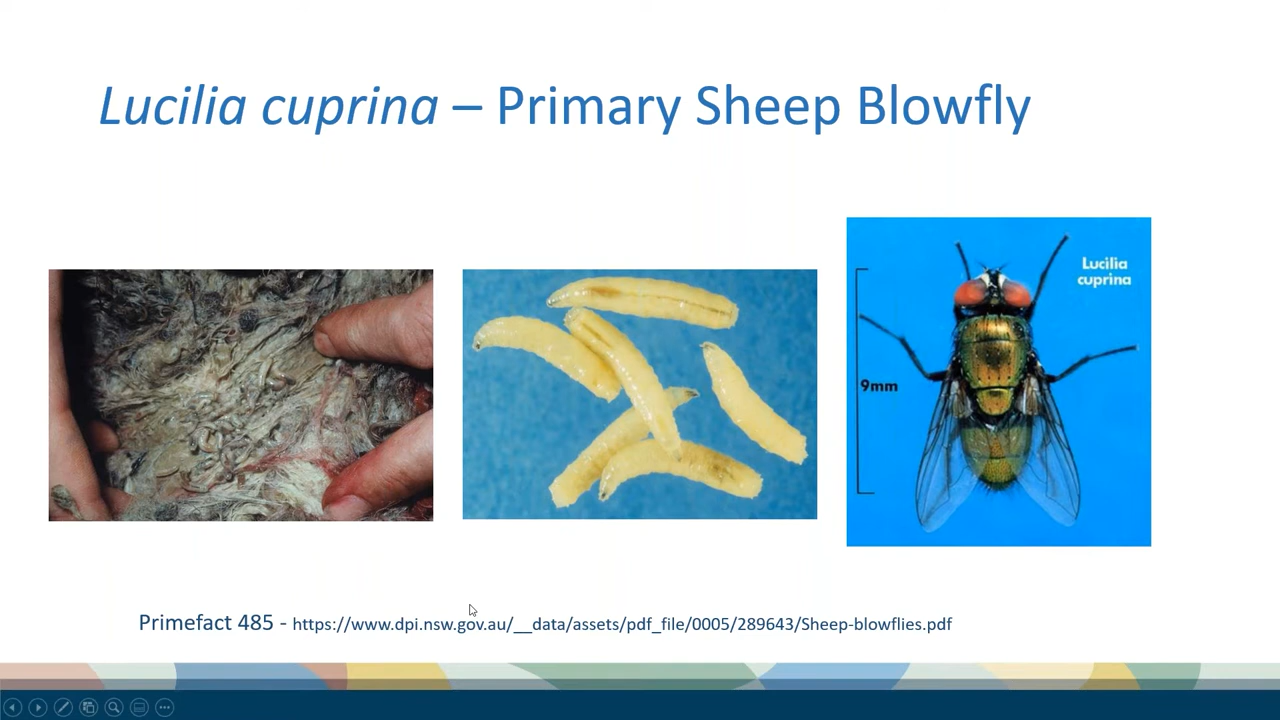 Lucilia cuprina – Primary Sheep Blowfly
Lucilia
cuprina
9mm
Primefact 485 - https://www.dpi.nsw.gov.au/__data/assets/pdf_file/0005/289643/Sheep-blowflies.pdf